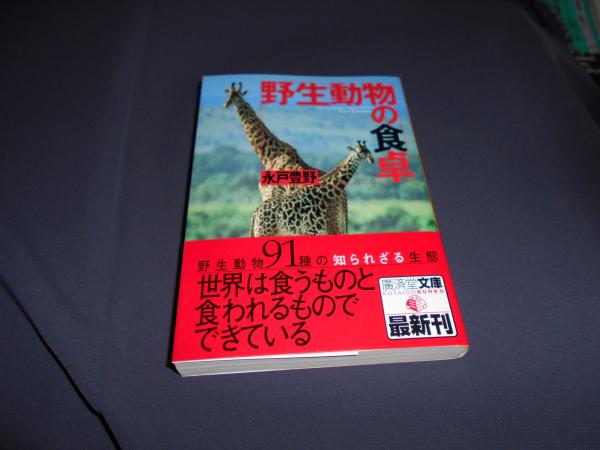 野生動物の食卓
永戸豊野
野生動物91種の知られざる生態
世界は食うものと
食われるもので
できている
廣済堂文庫
KOSAIDO BUNKO
最新刊